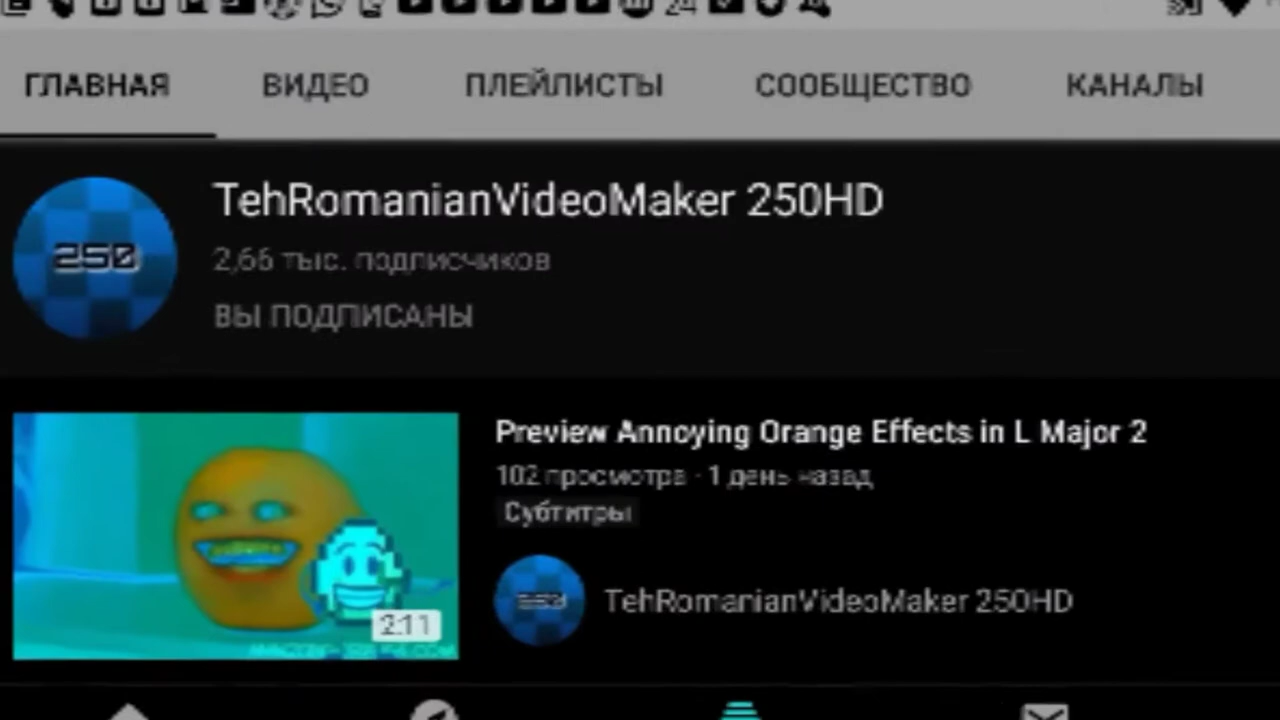 ГЛАВНАЯ ВИДЕО ПЛЕЙЛИСТЫ СООБЩЕСТВО КАНАЛЫ
250
TehRomanianVideoMaker 250HD
2,66 тыс. подписчиков
ВЫ ПОДПИСАНЫ
Preview Annoying Orange Effects in L Major 2
102 просмотра · 1 день назад
Субтитры
2:11
250
TehRomanianVideoMaker 250HD